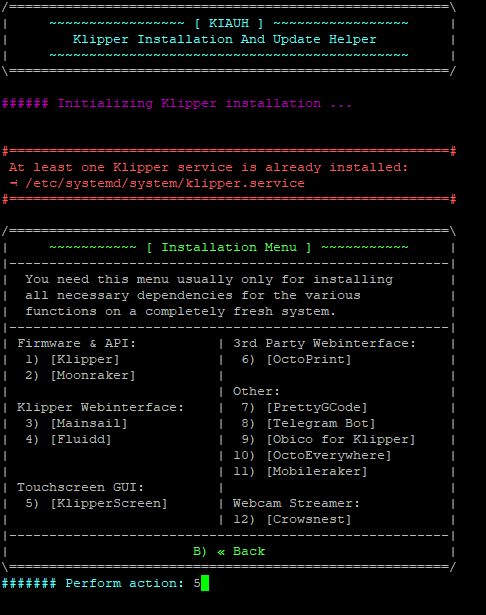 /=======================================================\
|     ~~~~~~~~~~~~~~~~~ [ KIAUH ] ~~~~~~~~~~~~~~~~~     |
|        Klipper Installation And Update Helper         |
|     ~~~~~~~~~~~~~~~~~~~~~~~~~~~~~~~~~~~~~~~~~~~~~     |
\=======================================================/
###### Initializing Klipper installation ...
#=======================================================#
 At least one Klipper service is already installed:
 ⊣ /etc/systemd/system/klipper.service
#=======================================================#
/=======================================================\
|     ~~~~~~~~~~~ [ Installation Menu ] ~~~~~~~~~~~     |
|-------------------------------------------------------|
|  You need this menu usually only for installing       |
|  all necessary dependencies for the various           |
|  functions on a completely fresh system.              |
|-------------------------------------------------------|
| Firmware & API:          | 3rd Party Webinterface:    |
|  1) [Klipper]            |  6) [OctoPrint]            |
|  2) [Moonraker]          |                            |
|                          | Other:                     |
| Klipper Webinterface:    |  7) [PrettyGCode]          |
|  3) [Mainsail]           |  8) [Telegram Bot]         |
|  4) [Fluidd]             |  9) [Obico for Klipper]    |
|                          | 10) [OctoEverywhere]       |
|                          | 11) [Mobileraker]          |
| Touchscreen GUI:         |                            |
|  5) [KlipperScreen]      | Webcam Streamer:           |
|                          | 12) [Crowsnest]            |
|-------------------------------------------------------|
|                       B) « Back                       |
\=======================================================/
####### Perform action: 5